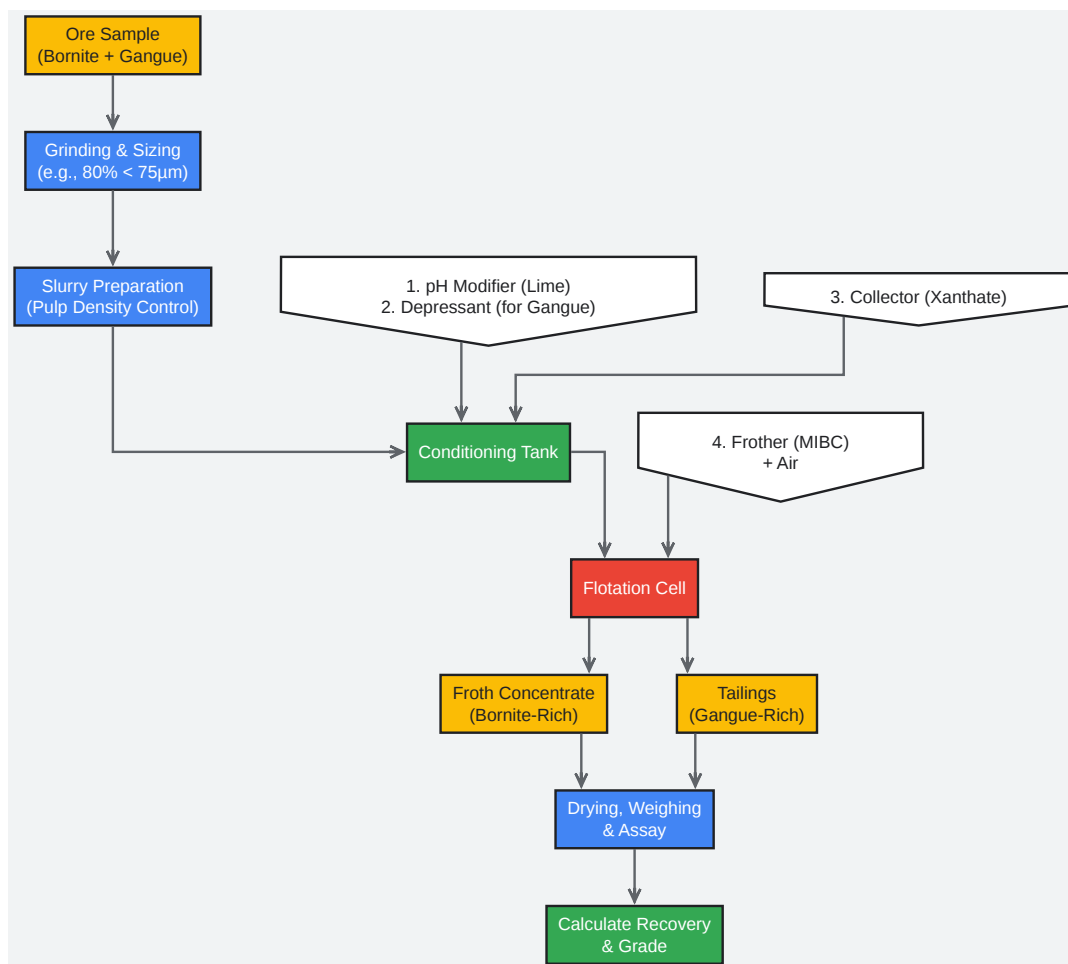 Ore Sample
(Bornite + Gangue)
Grinding & Sizing
(e.g., 80% < 75µm)
Slurry Preparation
(Pulp Density Control)
1. pH Modifier (Lime)
2. Depressant (for Gangue)
3. Collector (Xanthate)
Conditioning Tank
4. Frother (MIBC)
+ Air
Flotation Cell
Froth Concentrate
(Bornite-Rich)
Tailings
(Gangue-Rich)
Drying, Weighing
& Assay
Calculate Recovery
& Grade